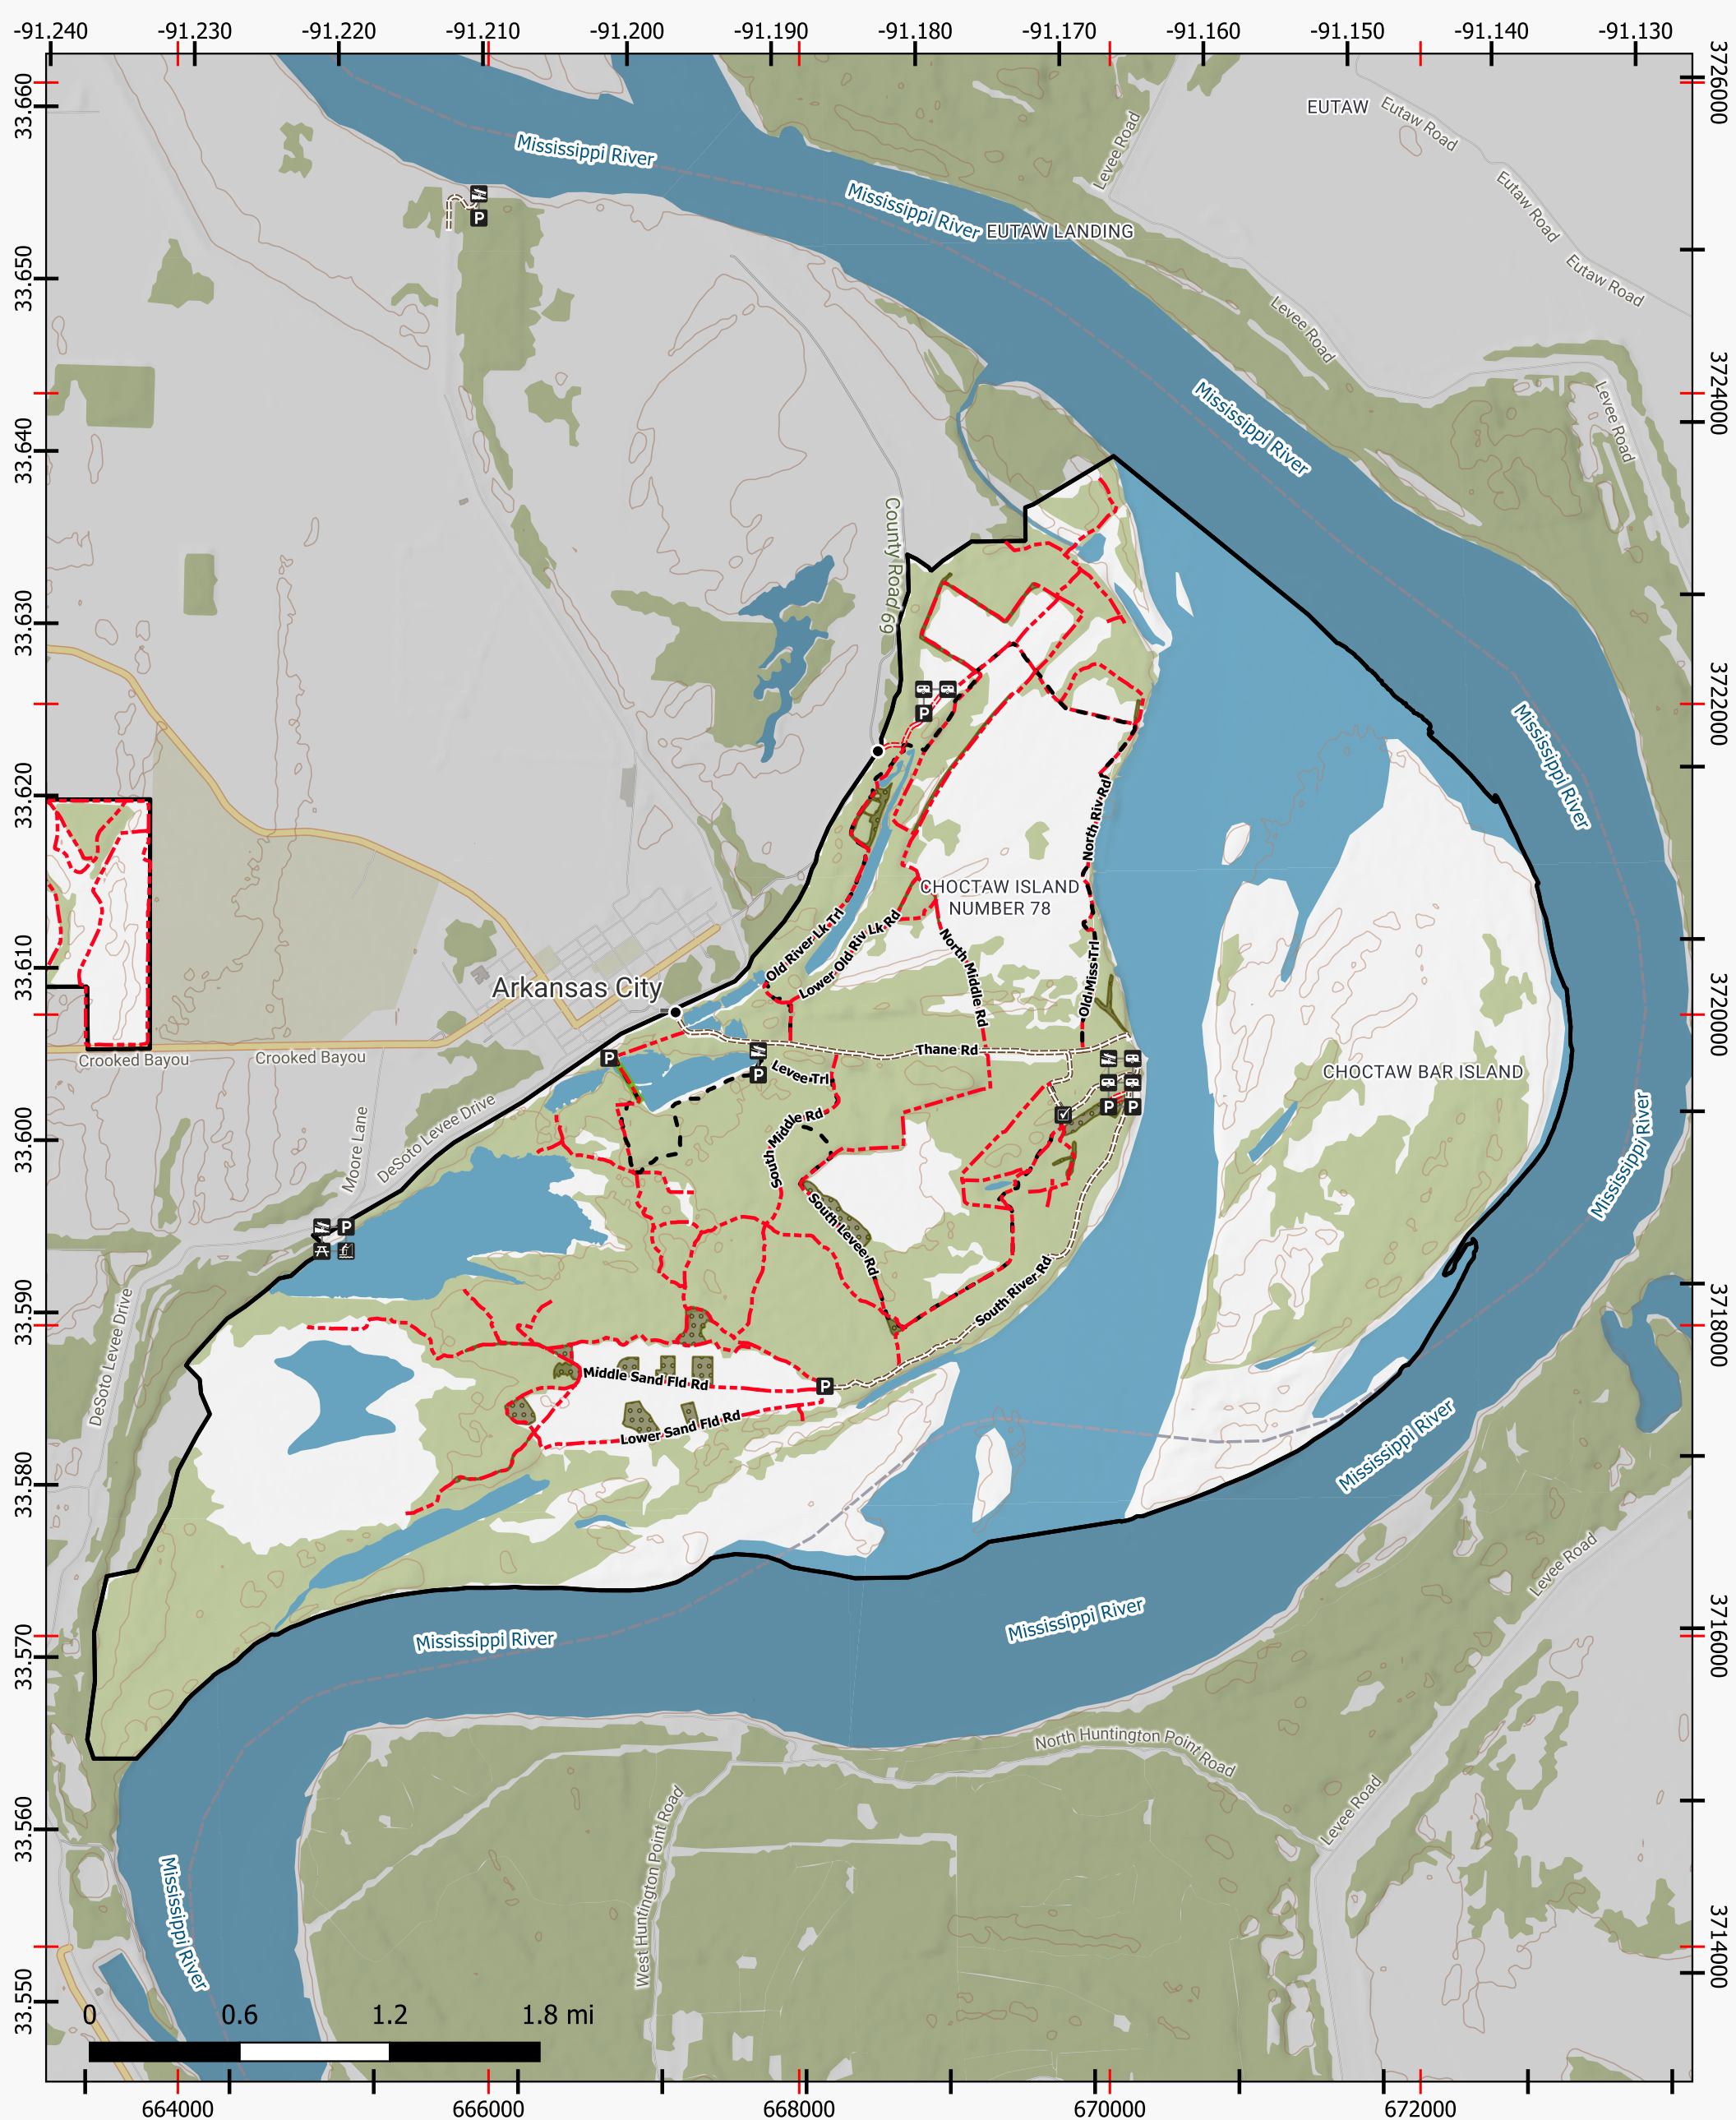 -91.240 -91.230 -91.220 -91.210 -91.200 -91.190 -91.180 -91.170 -91.160 -91.150 -91.140 -91.130
33.660
33.650
33.640
33.630
33.620
33.610
33.600
33.590
33.580
33.570
33.560
33.550
3726000
3724000
3722000
3720000
3718000
3716000
3714000
EUTAW
Eutaw Road
Levee Road
Mississippi River
Eutaw Road
Mississippi River
EUTAW LANDING
Eutaw Road
Levee Road
Mississippi River
Levee Road
County Road 69
Mississippi River
North Riv Rd
CHOCTAW ISLAND
NUMBER 78
Old River Lk Trl
Lower Old Riv Lk Rd
North Middle Rd
Old Miss Trl
Arkansas City
Thane Rd
Crooked Bayou
Crooked Bayou
P
P
P
P
P
P
P
P
Levee Trl
CHOCTAW BAR ISLAND
Moore Lane
DeSoto Levee Drive
South Middle Rd
Mississippi River
South Levee Rd
South River Rd
DeSoto Levee Drive
Middle Sand Fld Rd
Lower Sand Fld Rd
Mississippi River
Levee Road
Mississippi River
Mississippi River
North Huntington Point Road
West Huntington Point Road
Levee Road
Mississippi River
0 0.6 1.2 1.8 mi
664000 666000 668000 670000 672000